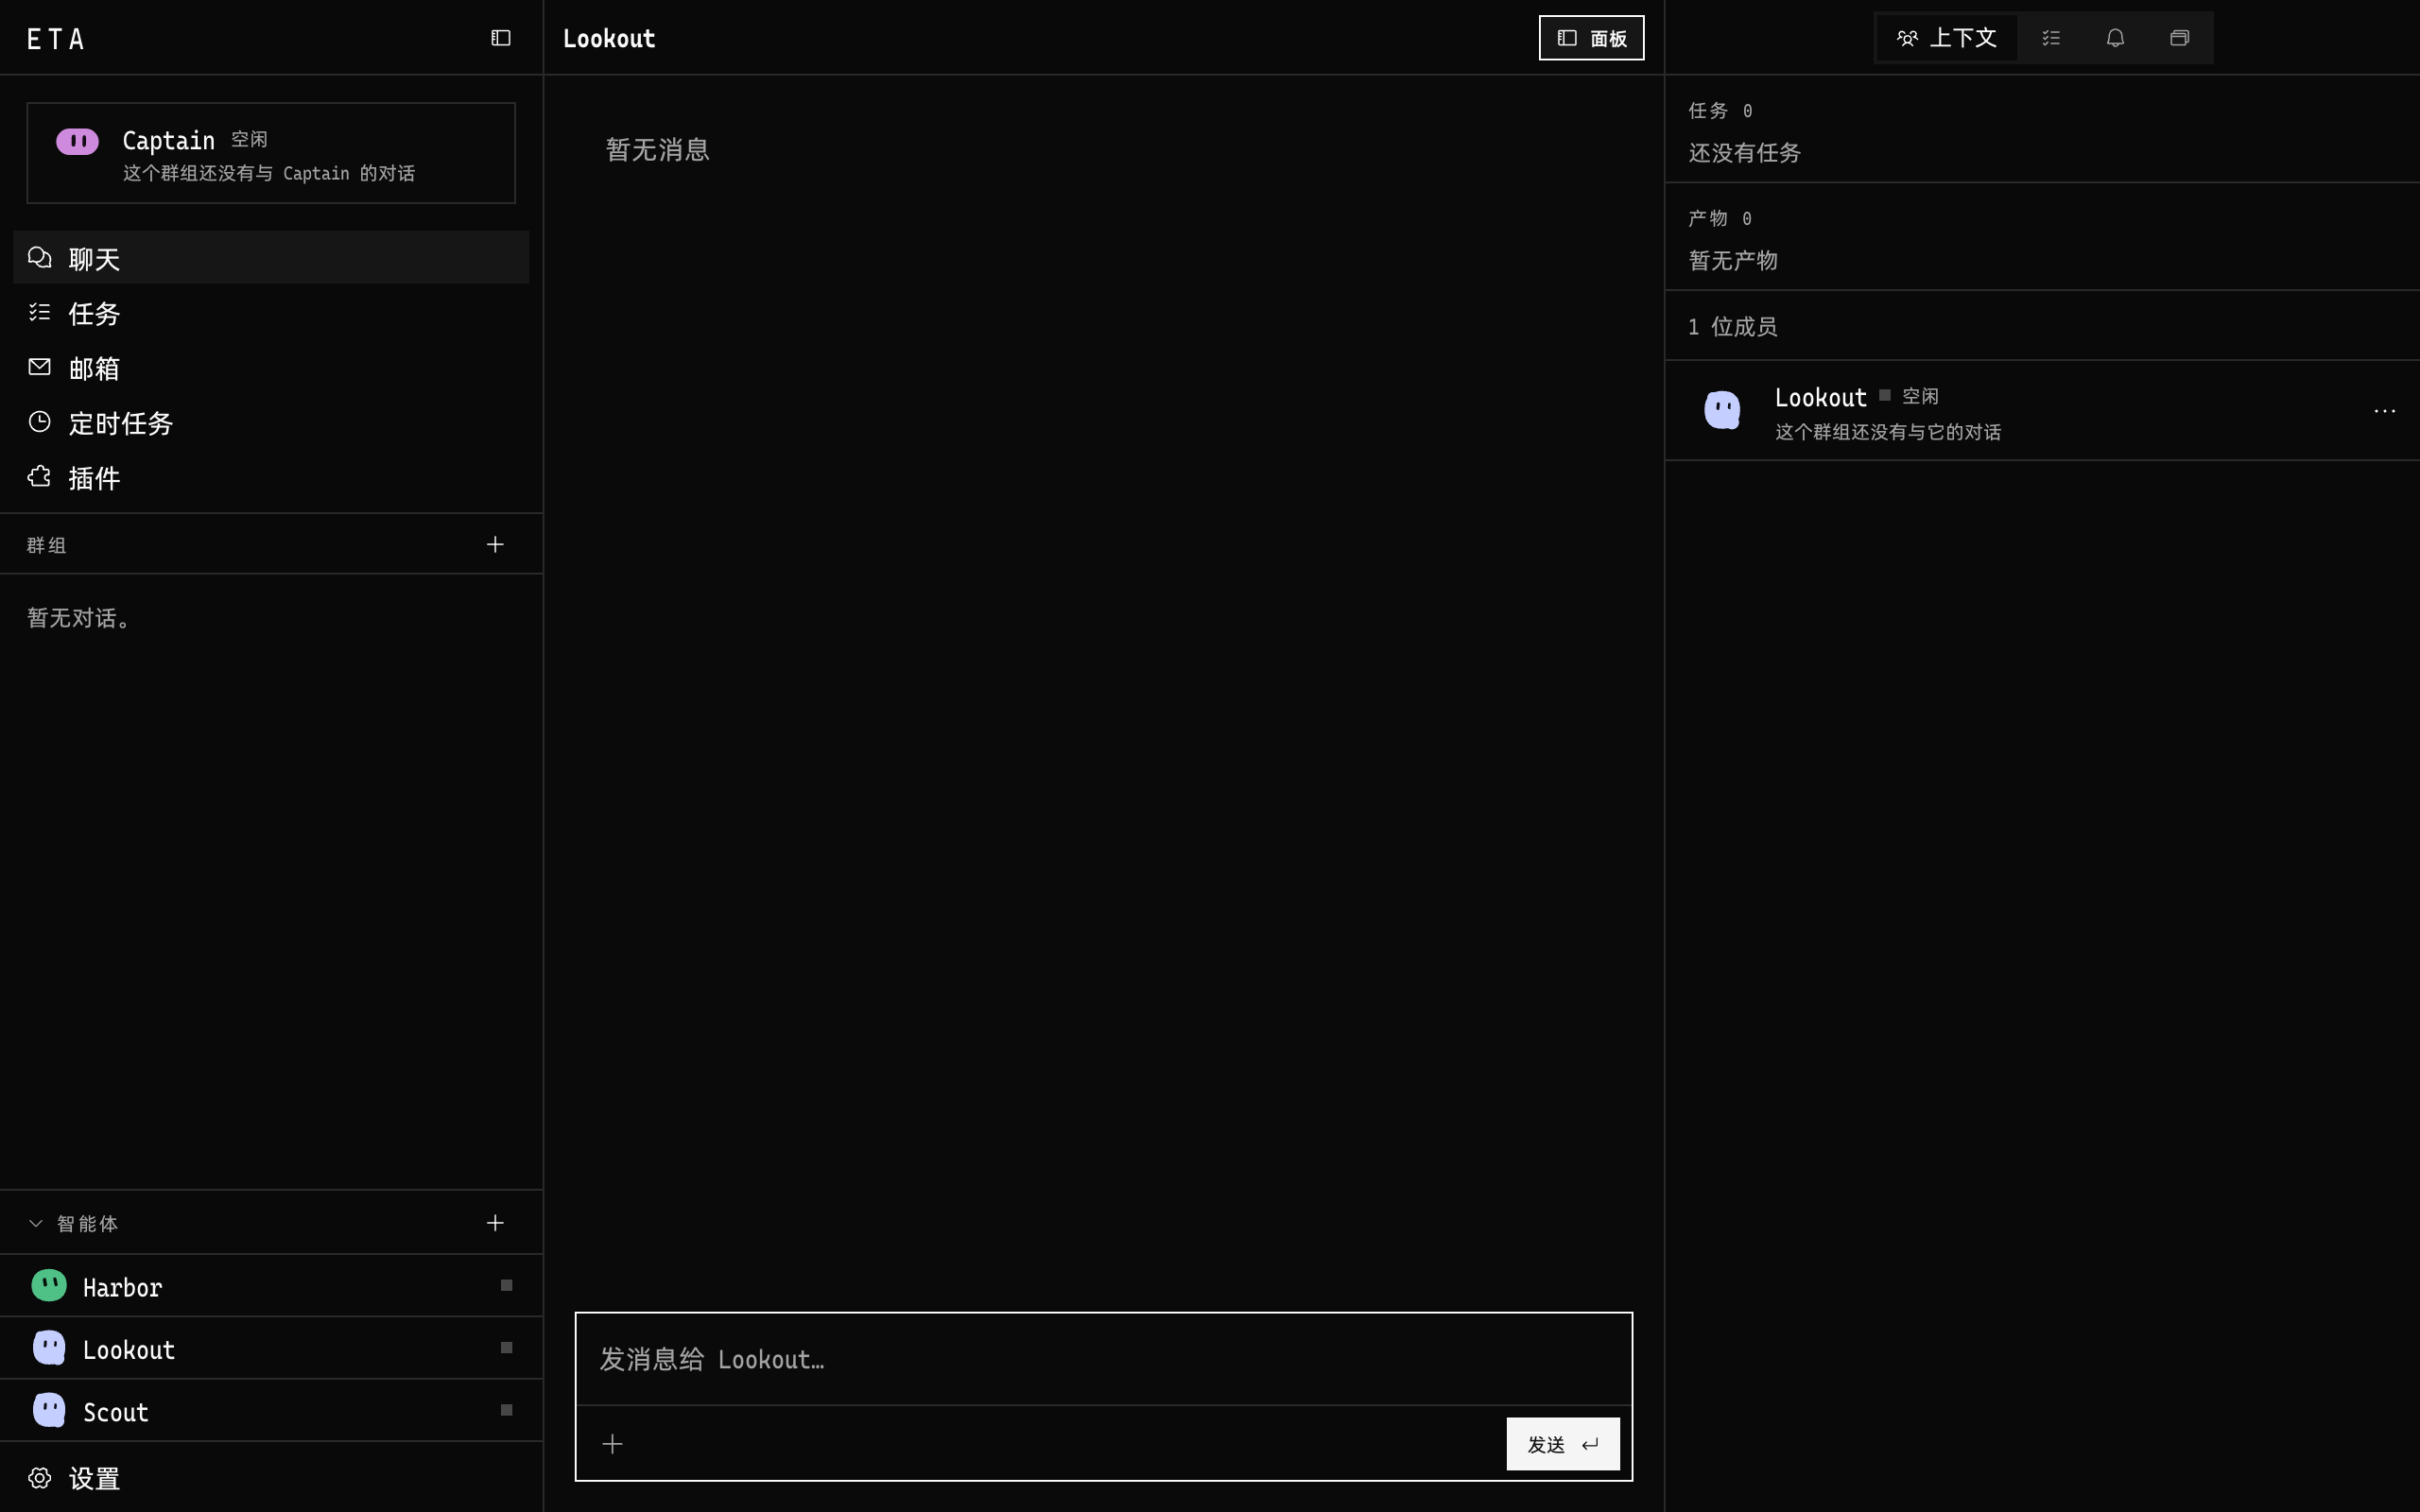 ETA
Captain 空闲
这个群组还没有与 Captain 的对话
聊天
任务
邮箱
定时任务
插件
群组
暂无对话。
智能体
Harbor
Lookout
Scout
设置
Lookout
面板
暂无消息
发消息给 Lookout…
发送
上下文
任务 0
还没有任务
产物 0
暂无产物
1 位成员
Lookout 空闲
这个群组还没有与它的对话